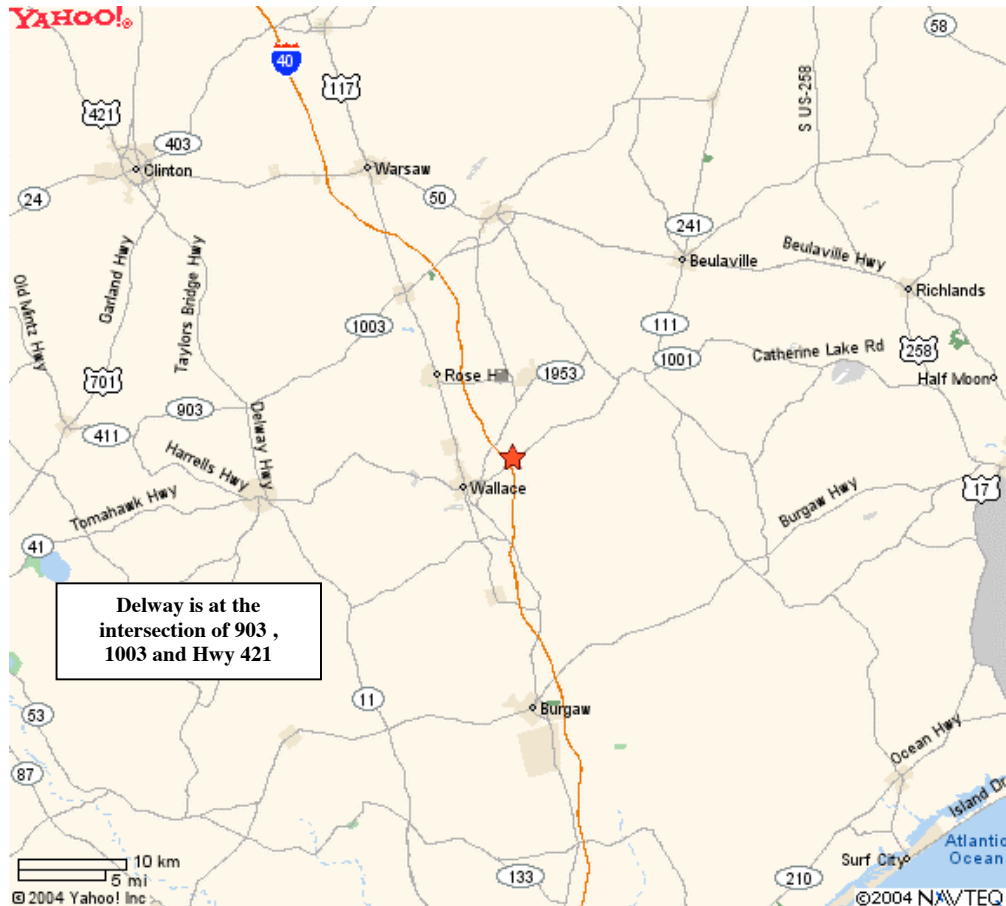 YAHOO!®
58
40
117
S US-258
421
403
Clinton
Warsaw
24
50
241
Beulaville
Beulaville Hwy
Richlands
Old Mintz Hwy
Garland Hwy
Taylors Bridge Hwy
1003
111
1001
Catherine Lake Rd
258
Half Moon
701
Rose Hill
1953
903
411
Delway Hwy
Harrells Hwy
Wallace
Tomahawk Hwy
Burgaw Hwy
17
41
Delway is at the
intersection of 903 ,
1003 and Hwy 421
11
53
Burgaw
Ocean Hwy
87
Island Dr
Atlantic
Ocean
10 km
5 mi
133
210
Surf City
© 2004 Yahoo! Inc
©2004 NAVTEQ